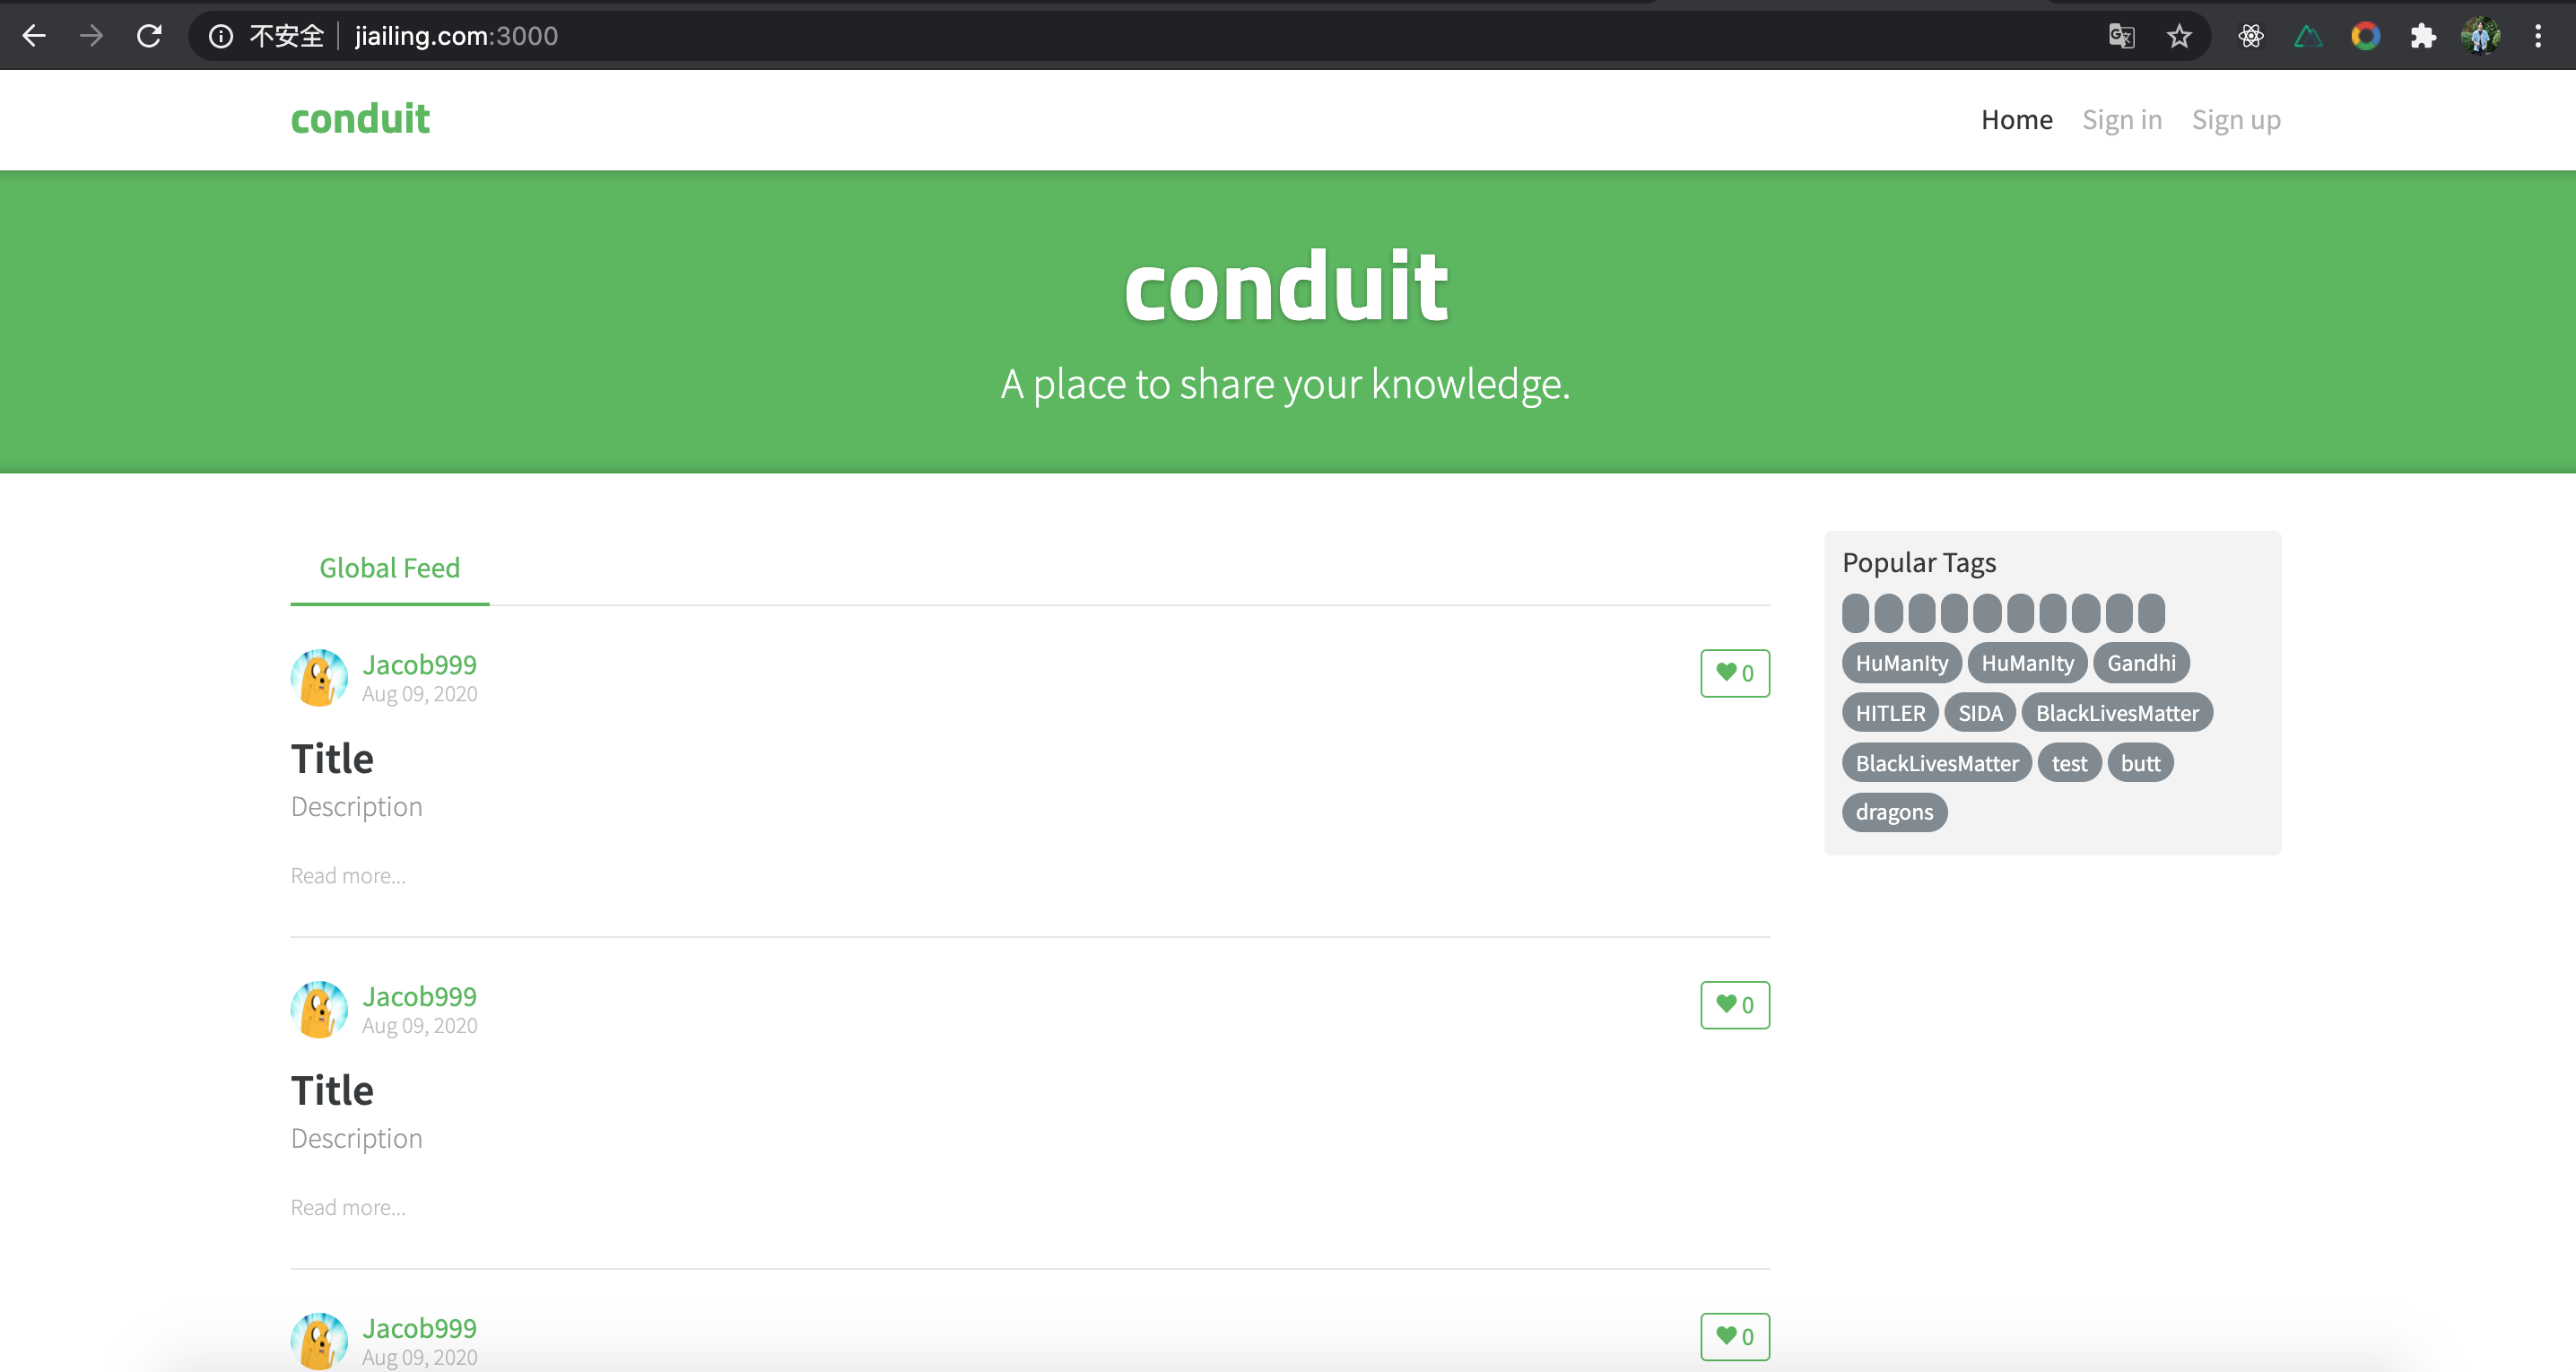 不安全 jiailing.com:3000
conduit
Home Sign in Sign up
conduit
A place to share your knowledge.
Global Feed
Popular Tags
HuManIty HuManIty Gandhi
HITLER SIDA BlackLivesMatter
BlackLivesMatter test butt
dragons
Jacob999
Aug 09, 2020
0
Title
Description
Read more...
Jacob999
Aug 09, 2020
0
Title
Description
Read more...
Jacob999
Aug 09, 2020
0